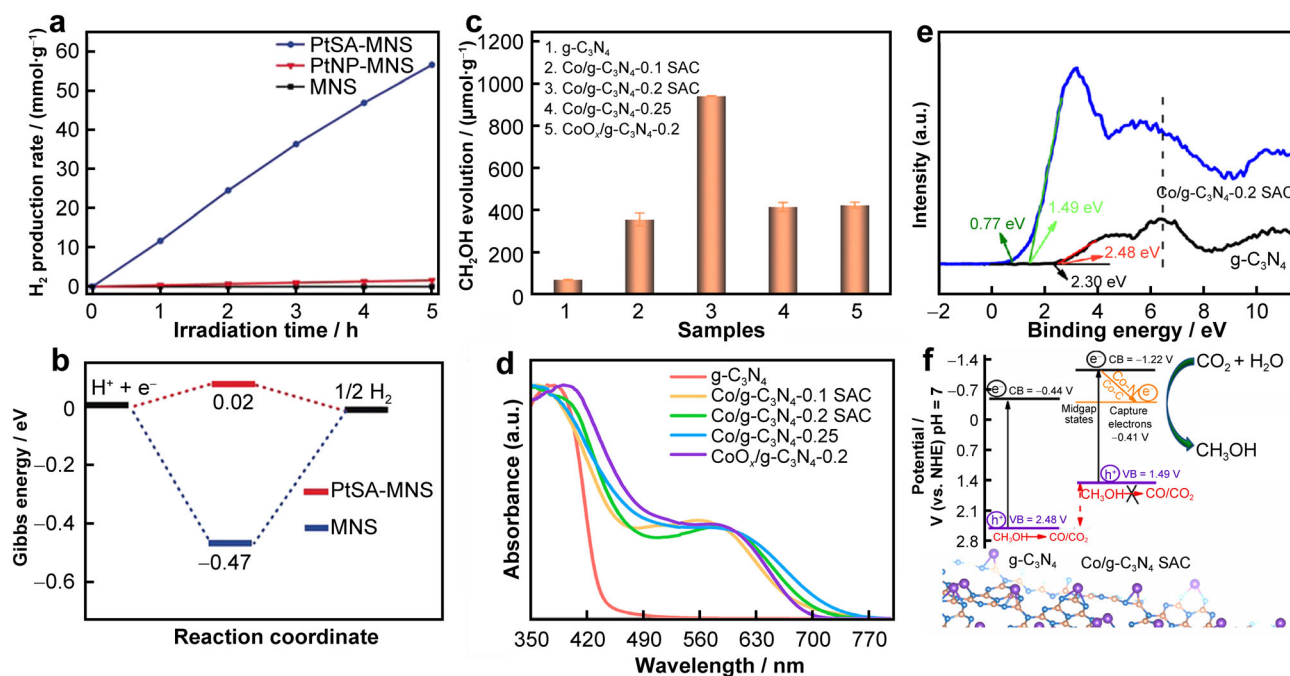 a
H₂ production rate / (mmol·g⁻¹)
60
50
40
30
20
10
0
PtSA-MNS
PtNP-MNS
MNS
0 1 2 3 4 5
Irradiation time / h
b
Gibbs energy / eV
0
−0.2
−0.4
−0.6
H⁺ + e⁻
0.02
1/2 H₂
−0.47
PtSA-MNS
MNS
Reaction coordinate
c
CH₂OH evolution / (μmol·g⁻¹)
1200
1000
800
600
400
200
0
1. g-C₃N₄
2. Co/g-C₃N₄-0.1 SAC
3. Co/g-C₃N₄-0.2 SAC
4. Co/g-C₃N₄-0.25
5. CoOₓ/g-C₃N₄-0.2
1 2 3 4 5
Samples
d
Absorbance (a.u.)
g-C₃N₄
Co/g-C₃N₄-0.1 SAC
Co/g-C₃N₄-0.2 SAC
Co/g-C₃N₄-0.25
CoOₓ/g-C₃N₄-0.2
350 420 490 560 630 700 770
Wavelength / nm
e
Intensity (a.u.)
Co/g-C₃N₄-0.2 SAC
0.77 eV
1.49 eV
2.48 eV
2.30 eV
g-C₃N₄
−2 0 2 4 6 8 10
Binding energy / eV
f
Potential /
V (vs. NHE) pH = 7
−1.4
−0.7
0
0.7
1.4
2.1
2.8
e⁻ CB = −1.22 V
e⁻ CB = −0.44 V
Co-C
Co-N
e⁻
Midgap
states
Capture
electrons
−0.41 V
CO₂ + H₂O
CH₃OH
h⁺ VB = 1.49 V
CH₃OH CO/CO₂
h⁺ VB = 2.48 V
CH₃OH CO/CO₂
g-C₃N₄
Co/g-C₃N₄ SAC